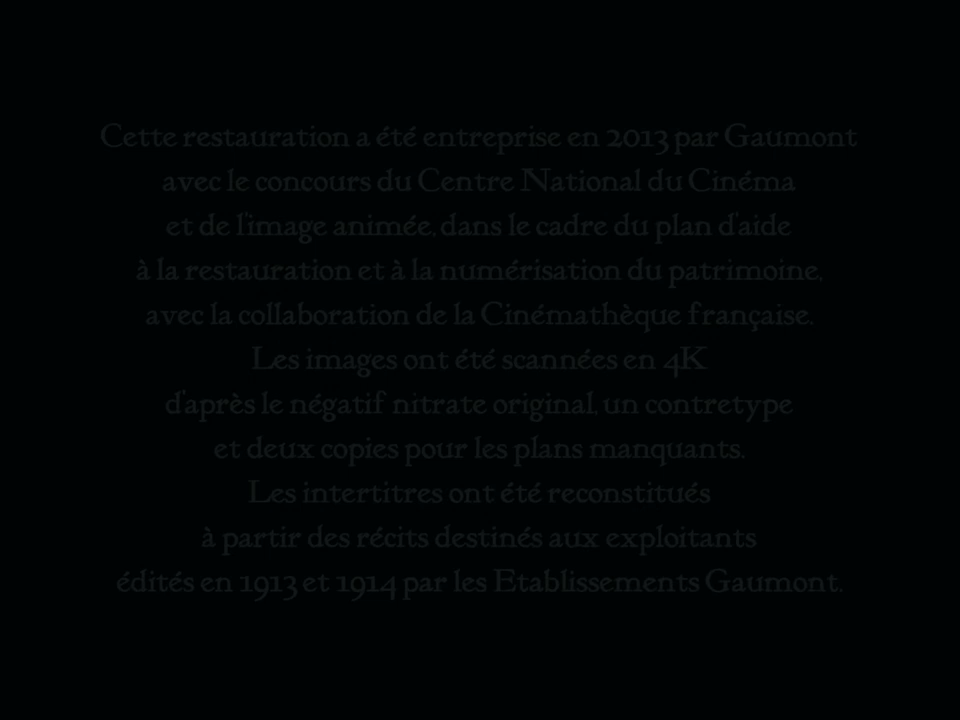 Cette restauration a été entreprise en 2013 par Gaumont
avec le concours du Centre National du Cinéma
et de l'image animée, dans le cadre du plan d'aide
à la restauration et à la numérisation du patrimoine,
avec la collaboration de la Cinémathèque française.
Les images ont été scannées en 4K
d'après le négatif nitrate original, un contretype
et deux copies pour les plans manquants.
Les intertitres ont été reconstitués
à partir des récits destinés aux exploitants
édités en 1913 et 1914 par les Etablissements Gaumont.